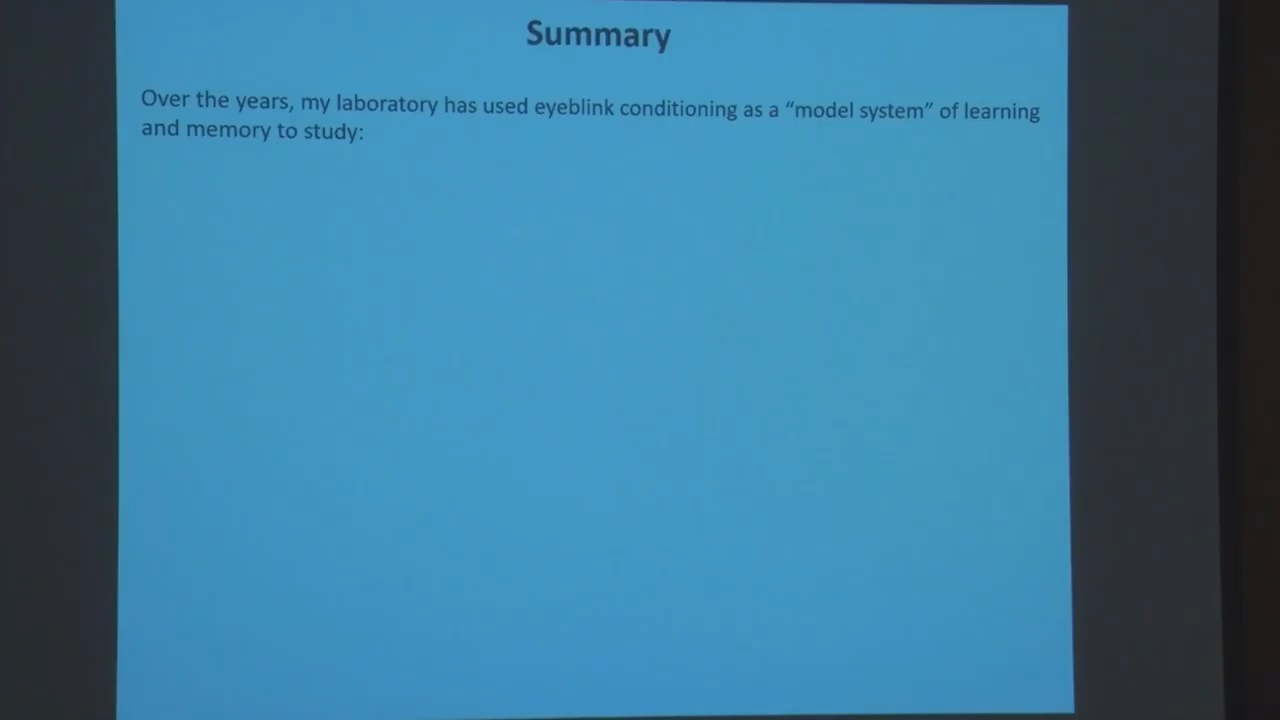 Summary
Over the years, my laboratory has used eyeblink conditioning as a “model system” of learning
and memory to study: